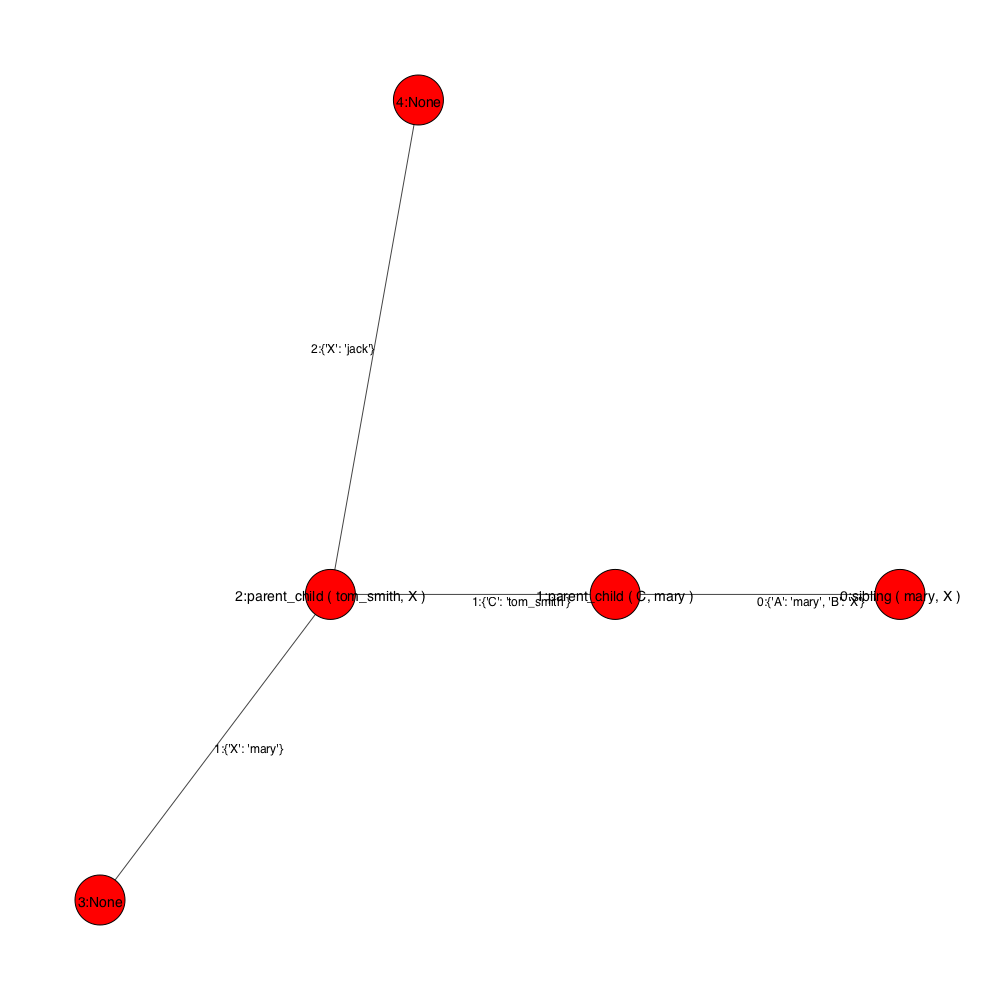 4:None
2:{'X': 'jack'}
2:parent_child ( tom_smith, X )
1:{'C': 'tom_smith'}
1:parent_child ( C, mary )
0:{'A': 'mary', 'B': 'X'}
0:sibling ( mary, X )
1:{'X': 'mary'}
3:None